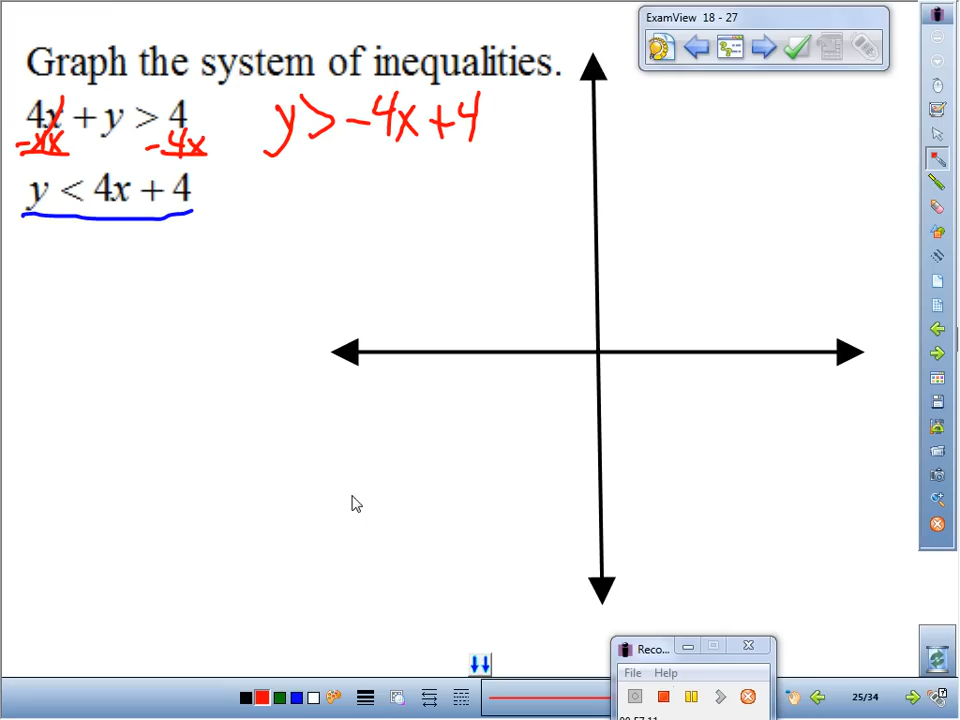 ExamView 18 - 27
Graph the system of inequalities.
4x + y > 4 y > -4x + 4
-4x
y < 4x + 4
Reco...
File Help
25/34